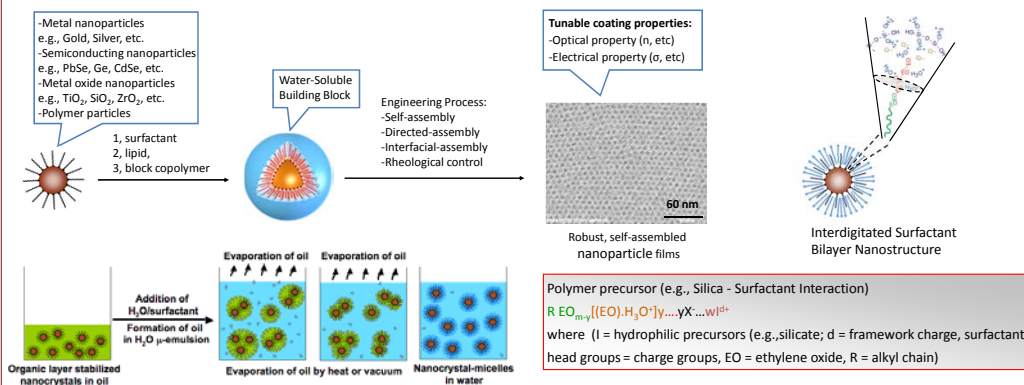 -Metal nanoparticles
e.g., Gold, Silver, etc.
-Semiconducting nanoparticles
e.g., PbSe, Ge, CdSe, etc.
-Metal oxide nanoparticles
e.g., TiO₂, SiO₂, ZrO₂, etc.
-Polymer particles
1, surfactant
2, lipid,
3, block copolymer
Water-Soluble
Building Block
Engineering Process:
-Self-assembly
-Directed-assembly
-Interfacial-assembly
-Rheological control
Tunable coating properties:
-Optical property (n, etc)
-Electrical property (σ, etc)
60 nm
Robust, self-assembled
nanoparticle films
Interdigitated Surfactant
Bilayer Nanostructure
Organic layer stabilized
nanocrystals in oil
Addition of
H₂O/surfactant
Formation of oil
in H₂O μ-emulsion
Evaporation of oil
Evaporation of oil
Evaporation of oil by heat or vacuum
Nanocrystal-micelles
in water
Polymer precursor (e.g., Silica - Surfactant Interaction)
R EOm-y[(EO).H₃O⁺]y....yX⁻...wId+
where (I = hydrophilic precursors (e.g.,silicate; d = framework charge, surfactant
head groups = charge groups, EO = ethylene oxide, R = alkyl chain)